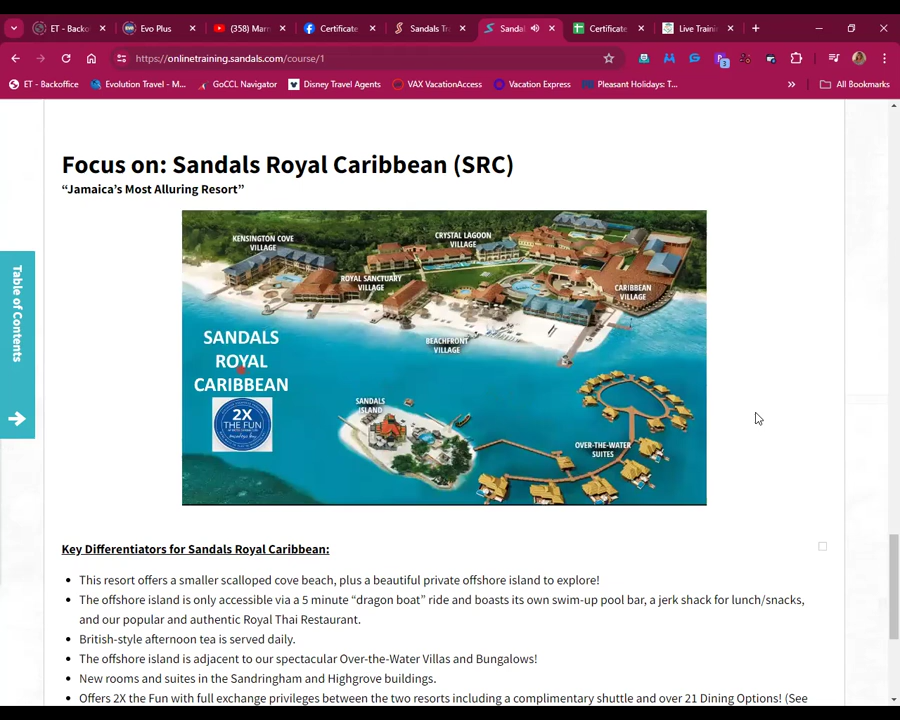 ET - Backo
Evo Plus
(358) Marr
Certificate
Sandals Tr
Sandal
Certificate
Live Traini
https://onlinetraining.sandals.com/course/1
ET - Backoffice
Evolution Travel - M...
GoCCL Navigator
Disney Travel Agents
VAX VacationAccess
Vacation Express
Pleasant Holidays: T...
»
All Bookmarks
Focus on: Sandals Royal Caribbean (SRC)
“Jamaica’s Most Alluring Resort”
KENSINGTON COVE
VILLAGE
CRYSTAL LAGOON
VILLAGE
ROYAL SANCTUARY
VILLAGE
CARIBBEAN
VILLAGE
BEACHFRONT
VILLAGE
SANDALS
ROYAL
CARIBBEAN
2X
THE FUN
SANDALS
ISLAND
OVER-THE-WATER
SUITES
Table of Contents
Key Differentiators for Sandals Royal Caribbean:
This resort offers a smaller scalloped cove beach, plus a beautiful private offshore island to explore!
The offshore island is only accessible via a 5 minute “dragon boat” ride and boasts its own swim-up pool bar, a jerk shack for lunch/snacks,
and our popular and authentic Royal Thai Restaurant.
British-style afternoon tea is served daily.
The offshore island is adjacent to our spectacular Over-the-Water Villas and Bungalows!
New rooms and suites in the Sandringham and Highgrove buildings.
Offers 2X the Fun with full exchange privileges between the two resorts including a complimentary shuttle and over 21 Dining Options! (See